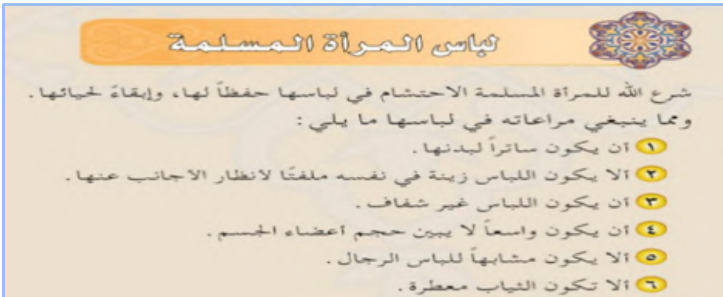 لباس المرأة المسلمة
شرع الله للمرأة المسلمة الاحتشام في لباسها حفظاً لها، وإبقاءً لحيائها.
ومما ينبغي مراعاته في لباسها ما يلي:
١ أن يكون ساتراً لبدنها.
٢ ألا يكون اللباس زينة في نفسه ملفتًا لأنظار الأجانب عنها.
٣ أن يكون اللباس غير شفاف.
٤ أن يكون واسعاً لا يبين حجم أعضاء الجسم.
٥ ألا يكون مشابهاً للباس الرجال.
٦ ألا تكون الثياب معطرة.